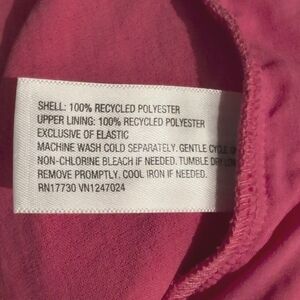 SHELL: 100% RECYCLED POLYESTER
UPPER LINING: 100% RECYCLED POLYESTER
EXCLUSIVE OF ELASTIC
MACHINE WASH COLD SEPARATELY. GENTLE CYCLE.
NON-CHLORINE BLEACH IF NEEDED. TUMBLE DRY LOW
REMOVE PROMPTLY. COOL IRON IF NEEDED.
RN17730 VN1247024